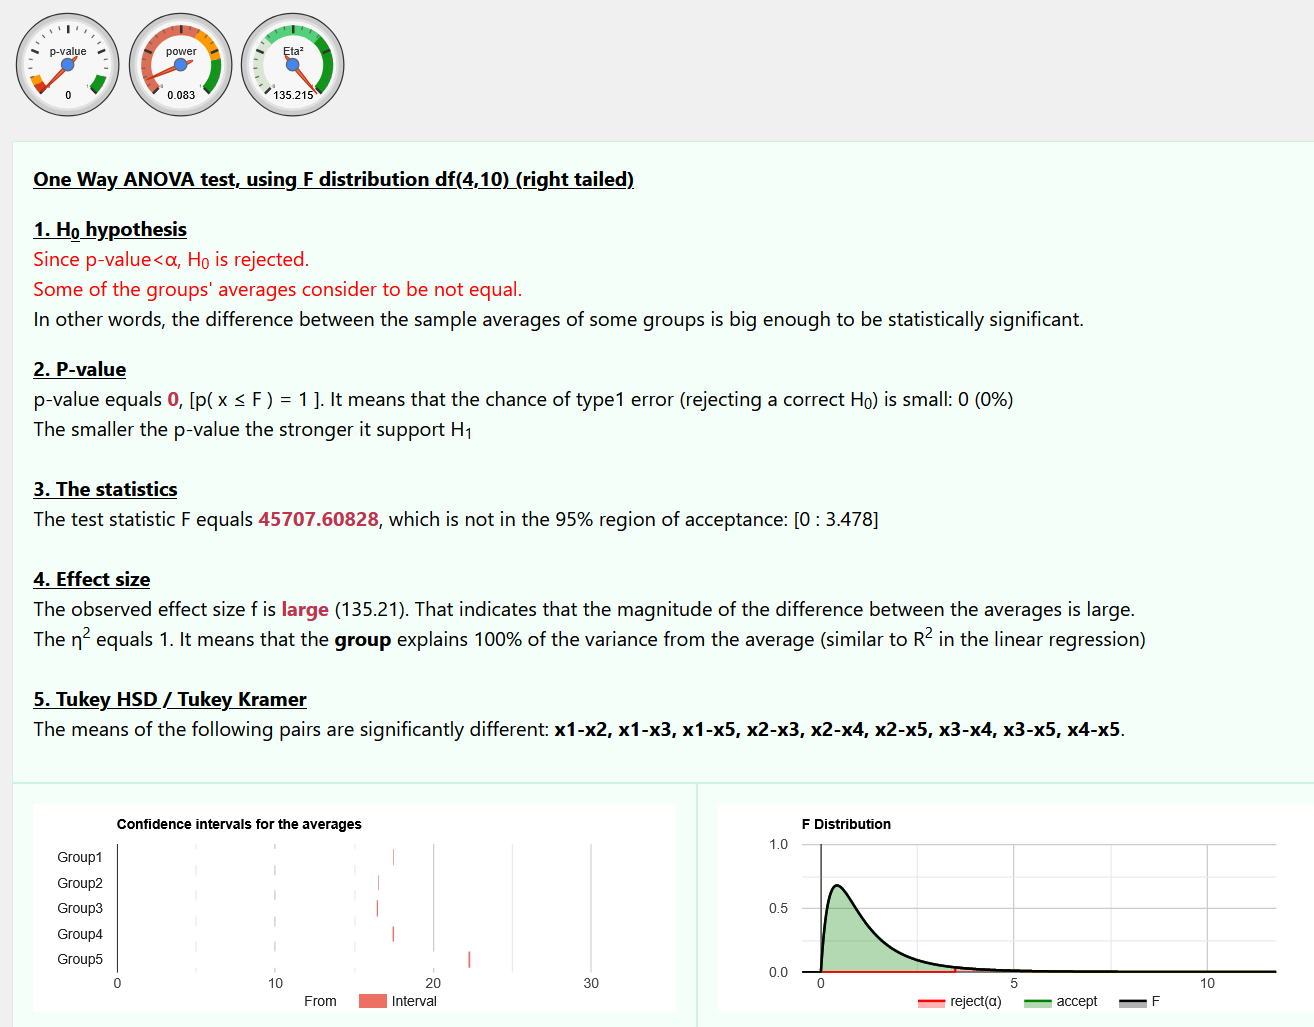 p-value
0
power
0.083
Eta²
135.215
One Way ANOVA test, using F distribution df(4,10) (right tailed)
1. H0 hypothesis
Since p-value<α, H0 is rejected.
Some of the groups' averages consider to be not equal.
In other words, the difference between the sample averages of some groups is big enough to be statistically significant.
2. P-value
p-value equals 0, [p( x ≤ F ) = 1 ]. It means that the chance of type1 error (rejecting a correct H0) is small: 0 (0%)
The smaller the p-value the stronger it support H1
3. The statistics
The test statistic F equals 45707.60828, which is not in the 95% region of acceptance: [0 : 3.478]
4. Effect size
The observed effect size f is large (135.21). That indicates that the magnitude of the difference between the averages is large.
The η2 equals 1. It means that the group explains 100% of the variance from the average (similar to R2 in the linear regression)
5. Tukey HSD / Tukey Kramer
The means of the following pairs are significantly different: x1-x2, x1-x3, x1-x5, x2-x3, x2-x4, x2-x5, x3-x4, x3-x5, x4-x5.
Confidence intervals for the averages
Group1
Group2
Group3
Group4
Group5
0 10 20 30
From Interval
F Distribution
1.0
0.5
0.0
0 5 10
reject(α) accept F